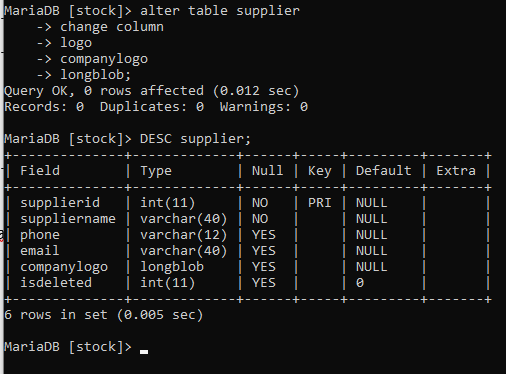 MariaDB [stock]> alter table supplier
    -> change column
    -> logo
    -> companylogo
    -> longblob;
Query OK, 0 rows affected (0.012 sec)
Records: 0  Duplicates: 0  Warnings: 0

MariaDB [stock]> DESC supplier;
+--------------+-------------+------+-----+---------+-------+
| Field        | Type        | Null | Key | Default | Extra |
+--------------+-------------+------+-----+---------+-------+
| supplierid   | int(11)     | NO   | PRI | NULL    |       |
| suppliername | varchar(40) | NO   |     | NULL    |       |
| phone        | varchar(12) | YES  |     | NULL    |       |
| email        | varchar(40) | YES  |     | NULL    |       |
| companylogo  | longblob    | YES  |     | NULL    |       |
| isdeleted    | int(11)     | YES  |     | 0       |       |
+--------------+-------------+------+-----+---------+-------+
6 rows in set (0.005 sec)

MariaDB [stock]>